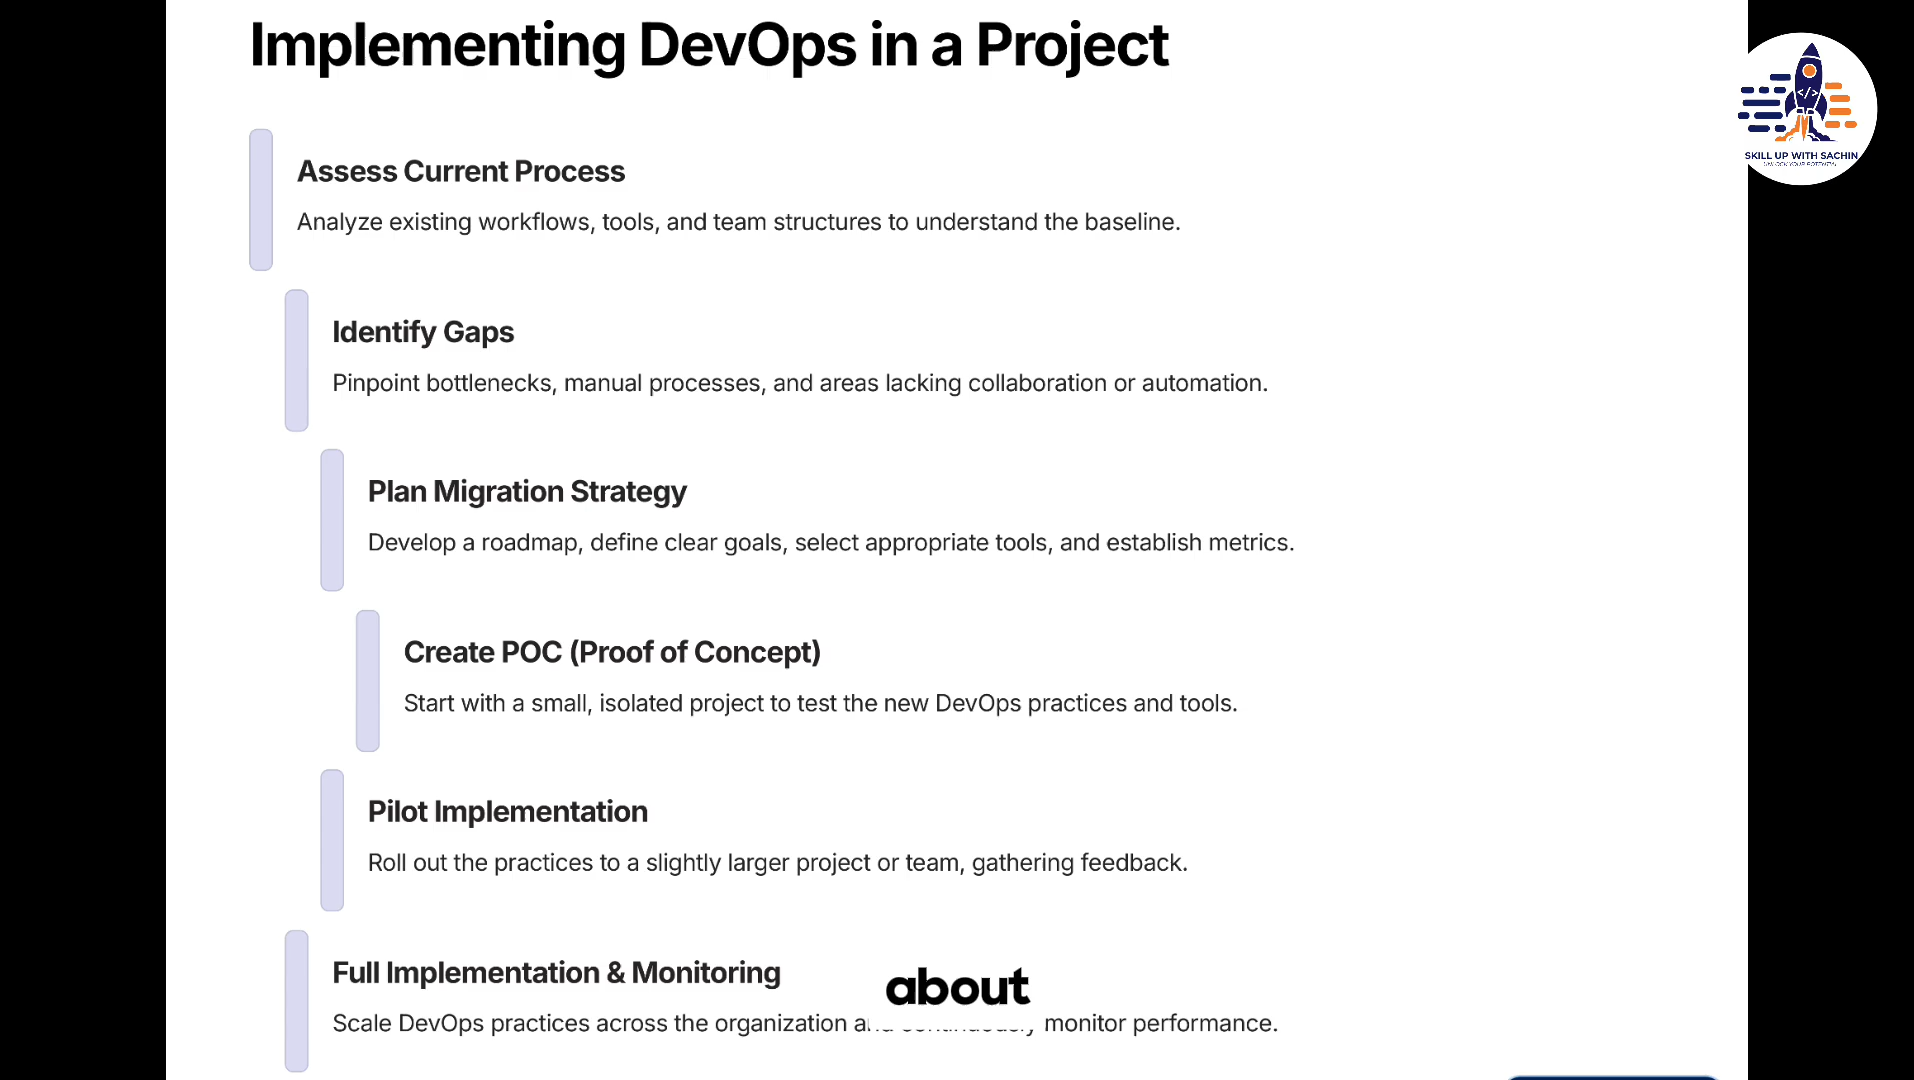 Implementing DevOps in a Project
SKILL UP WITH SACHIN
UNLOCK YOUR POTENTIAL
Assess Current Process
Analyze existing workflows, tools, and team structures to understand the baseline.
Identify Gaps
Pinpoint bottlenecks, manual processes, and areas lacking collaboration or automation.
Plan Migration Strategy
Develop a roadmap, define clear goals, select appropriate tools, and establish metrics.
Create POC (Proof of Concept)
Start with a small, isolated project to test the new DevOps practices and tools.
Pilot Implementation
Roll out the practices to a slightly larger project or team, gathering feedback.
Full Implementation & Monitoring
about
Scale DevOps practices across the organization monitor performance.